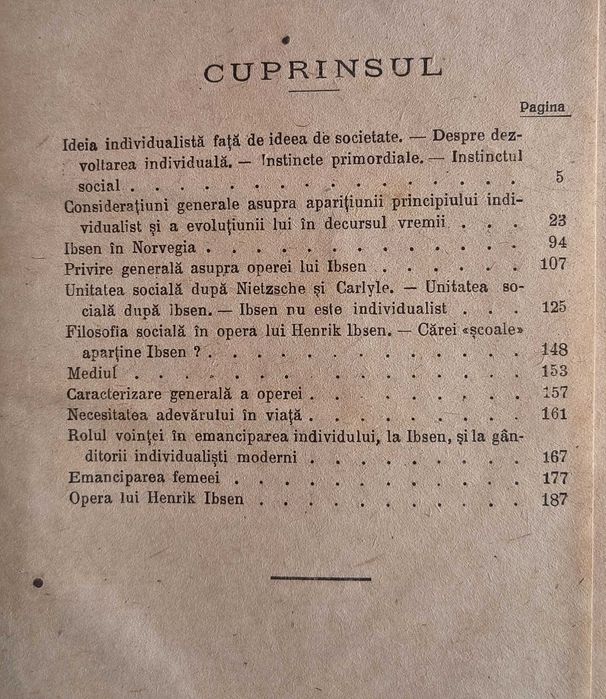 CUPRINSUL
Pagina
Ideia individualistă față de ideea de societate. — Despre dez-
voltarea individuală. — Instincte primordiale. — Instinctul
social . . . . . . . . . . . . . . . . . 5
Considerațiuni generale asupra aparițiunii principiului indi-
vidualist și a evoluțiunii lui în decursul vremii . . . 23
Ibsen în Norvegia . . . . . . . . . . . . . 94
Privire generală asupra operei lui Ibsen . . . . . . 107
Unitatea socială după Nietzsche și Carlyle. — Unitatea so-
cială după Ibsen. — Ibsen nu este individualist . . . 125
Filosofia socială în opera lui Henrik Ibsen. — Cărei «școale»
aparține Ibsen ? . . . . . . . . . . . . . 148
Mediul . . . . . . . . . . . . . . . . 153
Caracterizare generală a operei . . . . . . . . 157
Necesitatea adevărului în viață . . . . . . . . 161
Rolul voinței în emanciparea individului, la Ibsen, și la gân-
ditorii individualiști moderni . . . . . . . . 167
Emanciparea femeei . . . . . . . . . . . . 177
Opera lui Henrik Ibsen . . . . . . . . . . 187